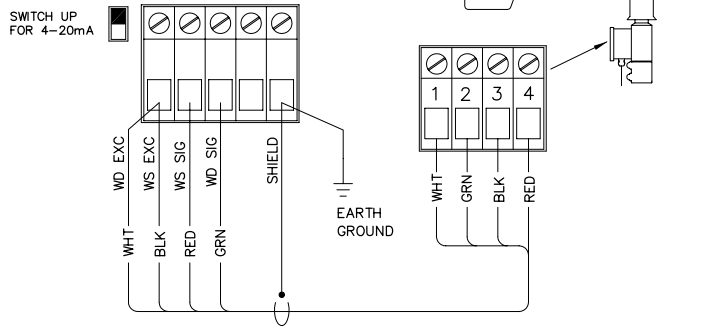 SWITCH UP
FOR 4-20mA
1 2 3 4
WD EXC
WS EXC
WS SIG
WD SIG
SHIELD
WHT
BLK
RED
GRN
EARTH
GROUND
WHT
GRN
BLK
RED